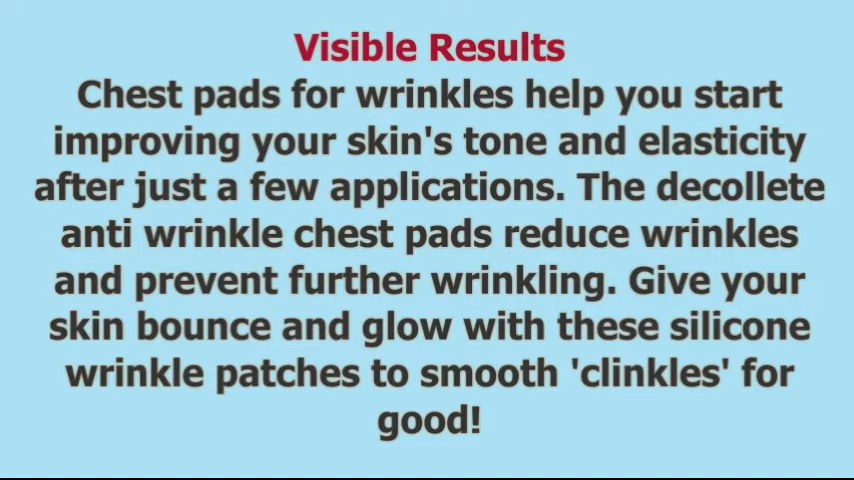 Visible Results
Chest pads for wrinkles help you start
improving your skin's tone and elasticity
after just a few applications. The decollete
anti wrinkle chest pads reduce wrinkles
and prevent further wrinkling. Give your
skin bounce and glow with these silicone
wrinkle patches to smooth 'clinkles' for
good!